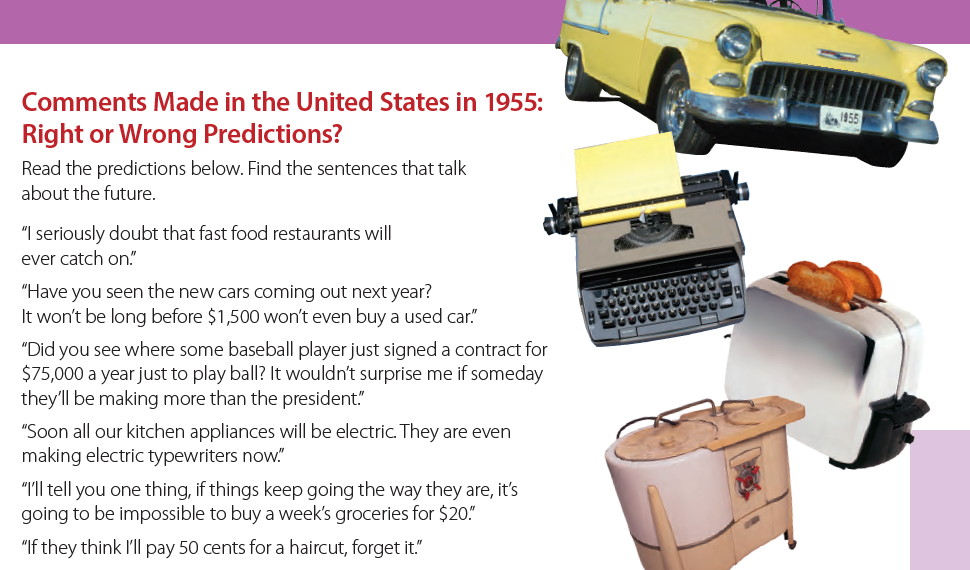 Comments Made in the United States in 1955:
Right or Wrong Predictions?
Read the predictions below. Find the sentences that talk
about the future.
“I seriously doubt that fast food restaurants will
ever catch on.”
“Have you seen the new cars coming out next year?
It won’t be long before $1,500 won’t even buy a used car.”
“Did you see where some baseball player just signed a contract for
$75,000 a year just to play ball? It wouldn’t surprise me if someday
they’ll be making more than the president.”
“Soon all our kitchen appliances will be electric. They are even
making electric typewriters now.”
“I’ll tell you one thing, if things keep going the way they are, it’s
going to be impossible to buy a week’s groceries for $20.”
“If they think I’ll pay 50 cents for a haircut, forget it.”
1955